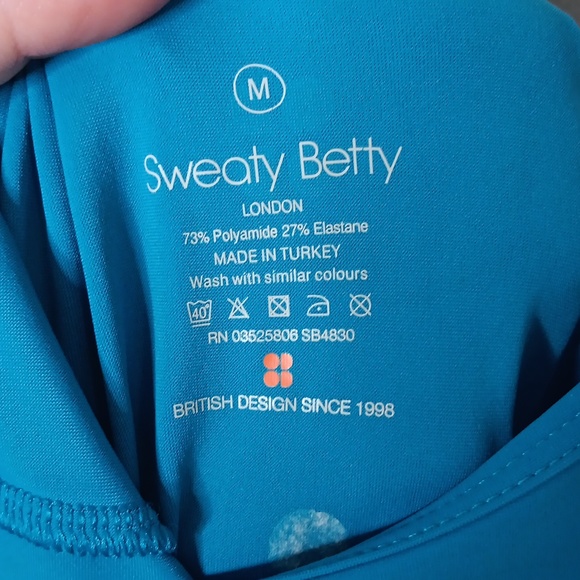 M
Sweaty Betty
LONDON
73% Polyamide 27% Elastane
MADE IN TURKEY
Wash with similar colours
40°
RN 03525806 SB4830
BRITISH DESIGN SINCE 1998